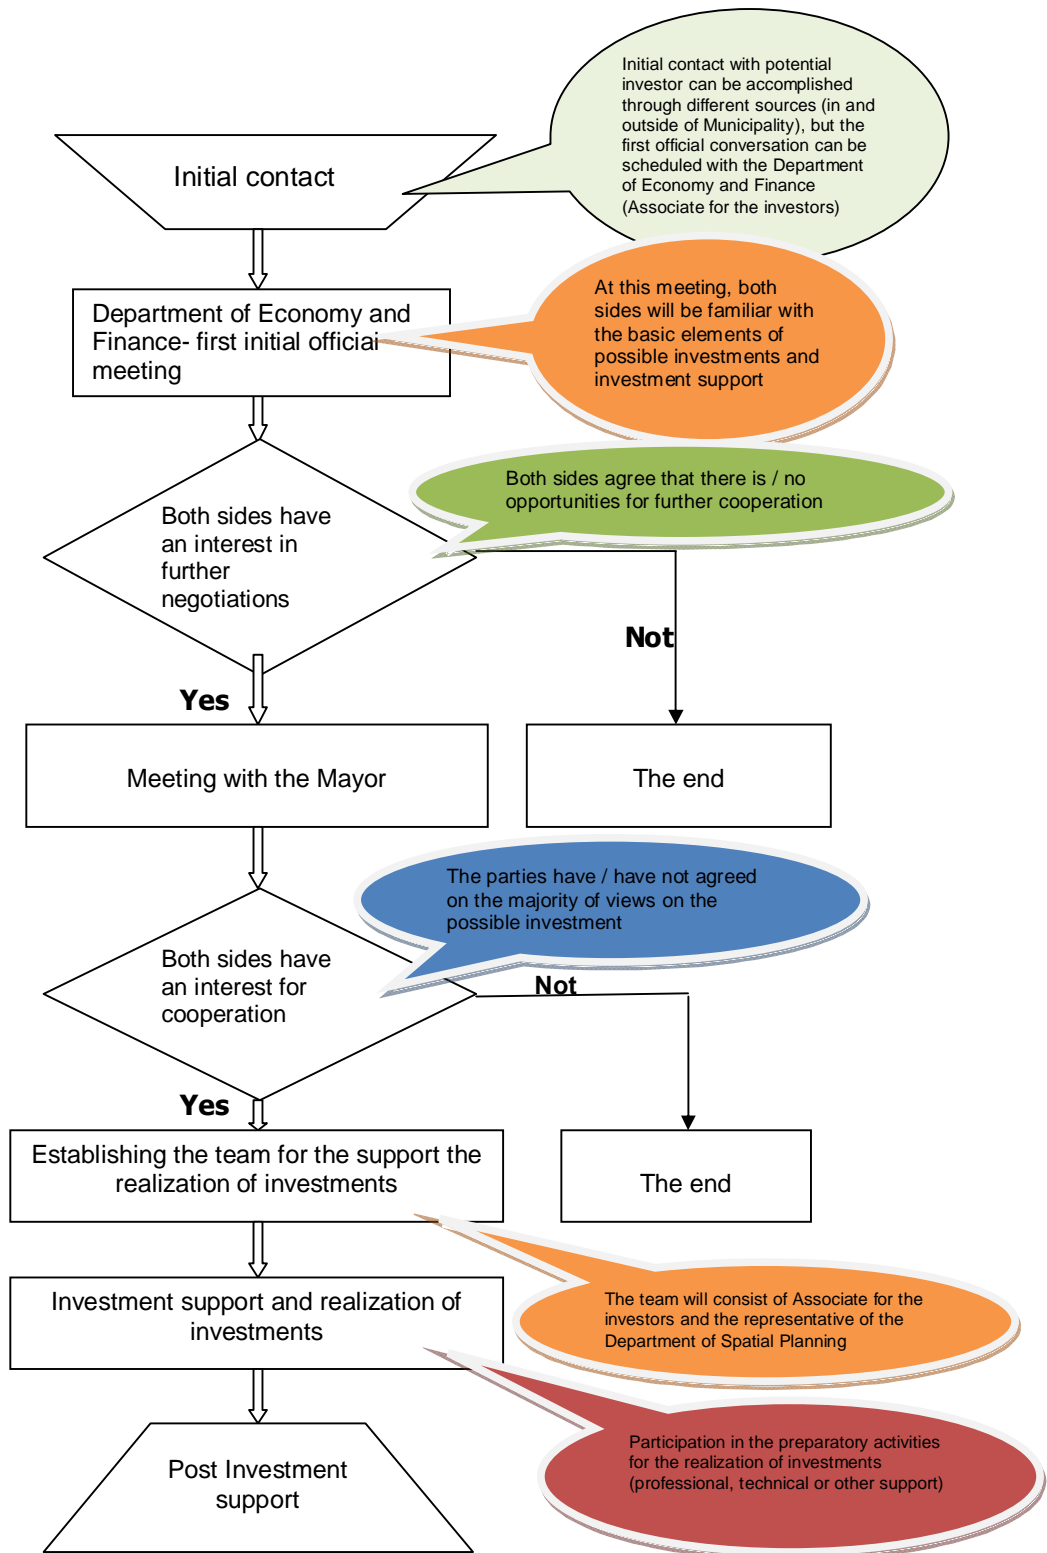 Initial contact with potential
investor can be accomplished
through different sources (in and
outside of Municipality), but the
first official conversation can be
scheduled with the Department
of Economy and Finance
(Associate for the investors)
Initial contact
At this meeting, both
sides will be familiar with
the basic elements of
possible investments and
investment support
Department of Economy and
Finance- first initial official
meeting
Both sides agree that there is / no
opportunities for further cooperation
Both sides have
an interest in
further
negotiations
Not
Yes
Meeting with the Mayor
The end
The parties have / have not agreed
on the majority of views on the
possible investment
Both sides have
an interest for
cooperation
Not
Yes
Establishing the team for the support the
realization of investments
The end
The team will consist of Associate for the
investors and the representative of the
Department of Spatial Planning
Investment support and realization of
investments
Participation in the preparatory activities
for the realization of investments
(professional, technical or other support)
Post Investment
support